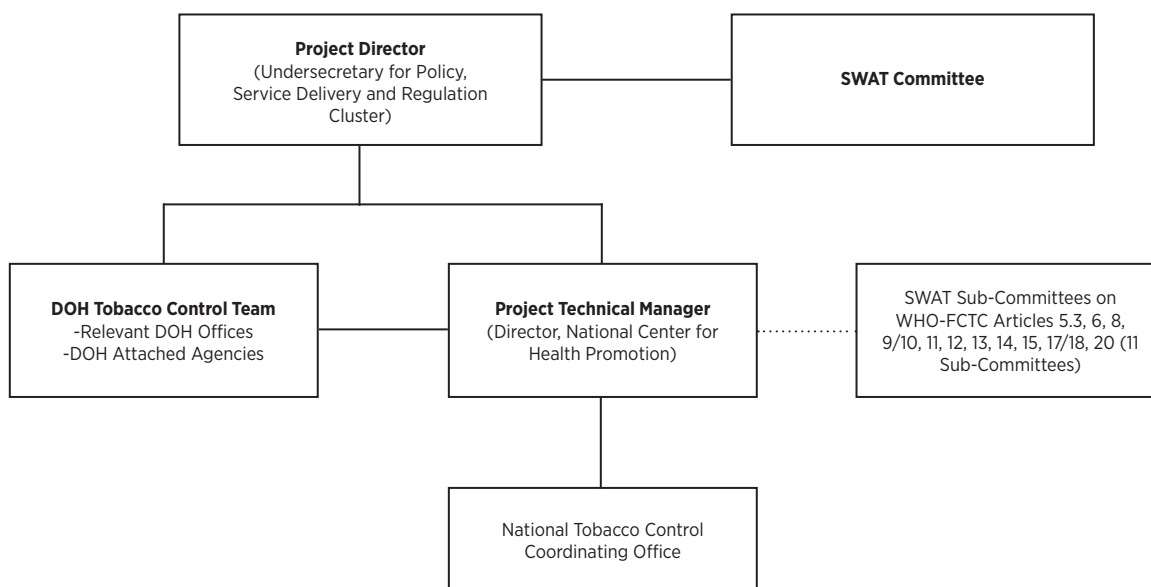 Project Director
(Undersecretary for Policy,
Service Delivery and Regulation
Cluster)
SWAT Committee
DOH Tobacco Control Team
-Relevant DOH Offices
-DOH Attached Agencies
Project Technical Manager
(Director, National Center for
Health Promotion)
SWAT Sub-Committees on
WHO-FCTC Articles 5.3, 6, 8,
9/10, 11, 12, 13, 14, 15, 17/18, 20 (11
Sub-Committees)
National Tobacco Control
Coordinating Office